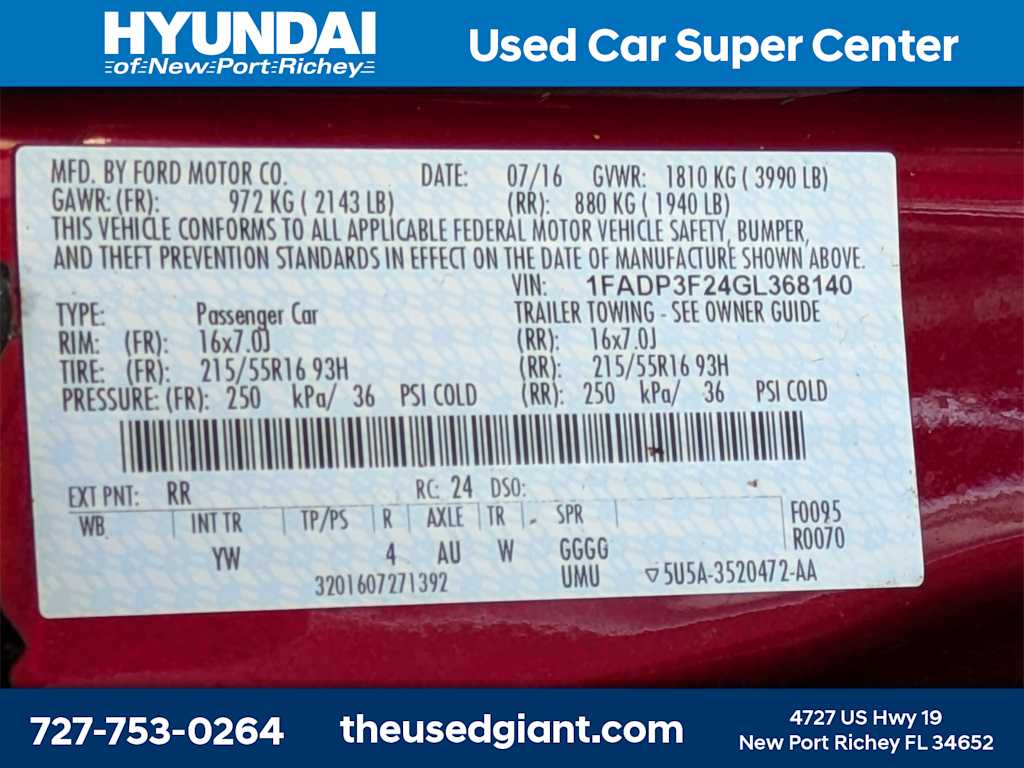 HYUNDAI
of New Port Richey
Used Car Super Center
MFD. BY FORD MOTOR CO. DATE: 07/16 GVWR: 1810 KG ( 3990 LB)
GAWR: (FR): 972 KG ( 2143 LB) (RR): 880 KG ( 1940 LB)
THIS VEHICLE CONFORMS TO ALL APPLICABLE FEDERAL MOTOR VEHICLE SAFETY, BUMPER,
AND THEFT PREVENTION STANDARDS IN EFFECT ON THE DATE OF MANUFACTURE SHOWN ABOVE.
VIN: 1FADP3F24GL368140
TYPE: Passenger Car TRAILER TOWING - SEE OWNER GUIDE
RIM: (FR): 16x7.0J (RR): 16x7.0J
TIRE: (FR): 215/55R16 93H (RR): 215/55R16 93H
PRESSURE: (FR): 250 kPa/ 36 PSI COLD (RR): 250 kPa/ 36 PSI COLD
EXT PNT: RR RC: 24 DSO:
WB INT TR TP/PS R AXLE TR SPR F0095
YW 4 AU W GGGG R0070
3201607271392 UMU 5U5A-3520472-AA
727-753-0264
theusedgiant.com
4727 US Hwy 19
New Port Richey FL 34652